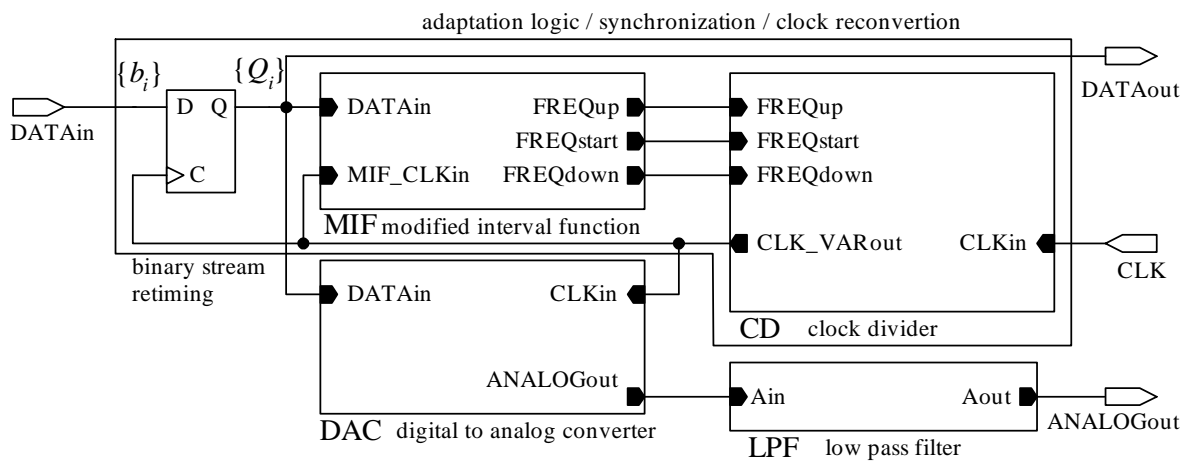 adaptation logic / synchronization / clock reconvertion
{b_i}
{Q_i}
DATAin
D Q
C
DATAin
MIF_CLKin
FREQup
FREQstart
FREQdown
MIF modified interval function
FREQup
FREQstart
FREQdown
CLK_VARout
CLKin
CD clock divider
DATAout
CLK
binary stream
retiming
DATAin
CLKin
ANALOGout
DAC digital to analog converter
Ain
Aout
LPF low pass filter
ANALOGout